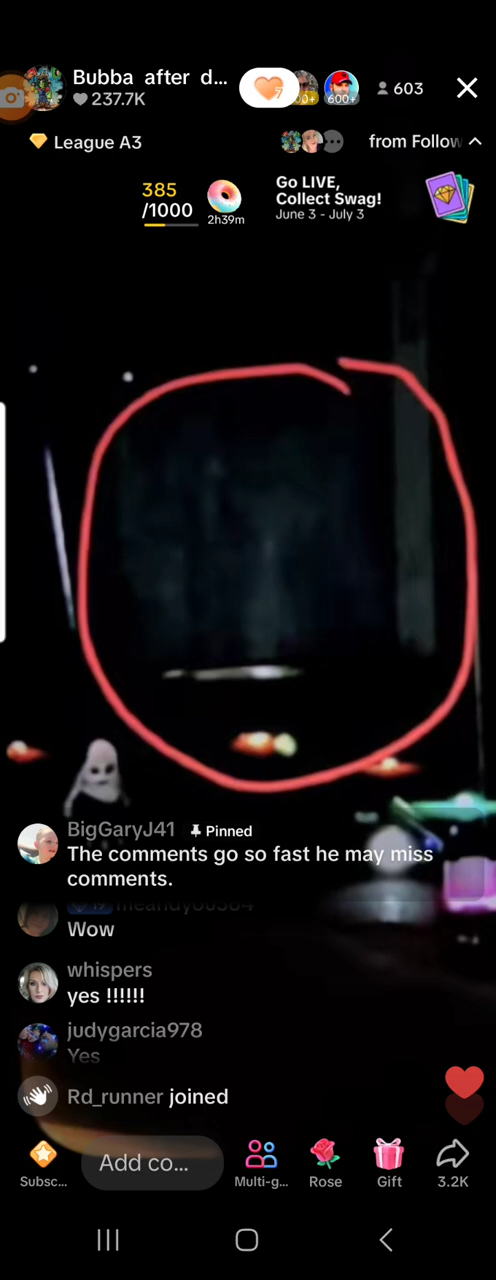 Bubba after d...
237.7K
600+
603
League A3
from Follow
385
/1000
2h39m
Go LIVE,
Collect Swag!
June 3 - July 3
BigGaryJ41 Pinned
The comments go so fast he may miss
comments.
Wow
whispers
yes !!!!!!
judygarcia978
Yes
Rd_runner joined
Add co...
Subsc...
Multi-g...
Rose
Gift
3.2K